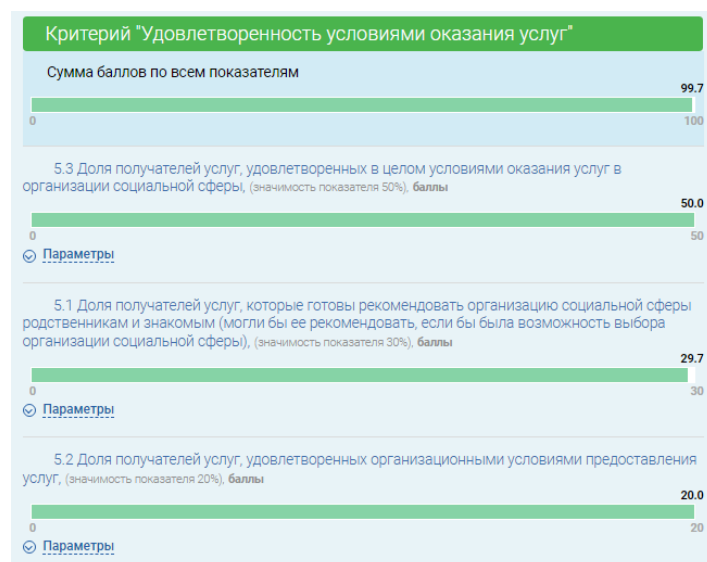 Критерий "Удовлетворенность условиями оказания услуг"
Сумма баллов по всем показателям
99.7
0 100
5.3 Доля получателей услуг, удовлетворенных в целом условиями оказания услуг в
организации социальной сферы, (значимость показателя 50%), баллы
50.0
0 50
Параметры
5.1 Доля получателей услуг, которые готовы рекомендовать организацию социальной сферы
родственникам и знакомым (могли бы ее рекомендовать, если бы была возможность выбора
организации социальной сферы), (значимость показателя 30%), баллы
29.7
0 30
Параметры
5.2 Доля получателей услуг, удовлетворенных организационными условиями предоставления
услуг, (значимость показателя 20%), баллы
20.0
0 20
Параметры